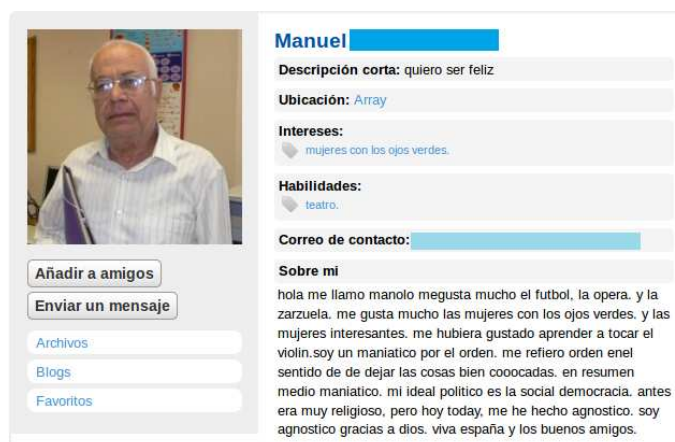 Manuel
Descripción corta: quiero ser feliz
Ubicación: Array
Intereses:
mujeres con los ojos verdes.
Habilidades:
teatro.
Correo de contacto:
Sobre mi
hola me llamo manolo megusta mucho el futbol, la opera. y la
zarzuela. me gusta mucho las mujeres con los ojos verdes. y las
mujeres interesantes. me hubiera gustado aprender a tocar el
violin.soy un maniatico por el orden. me refiero orden enel
sentido de de dejar las cosas bien cooocadas. en resumen
medio maniatico. mi ideal politico es la social democracia. antes
era muy religioso, pero hoy today, me he hecho agnostico. soy
agnostico gracias a dios. viva españa y los buenos amigos.
Añadir a amigos
Enviar un mensaje
Archivos
Blogs
Favoritos